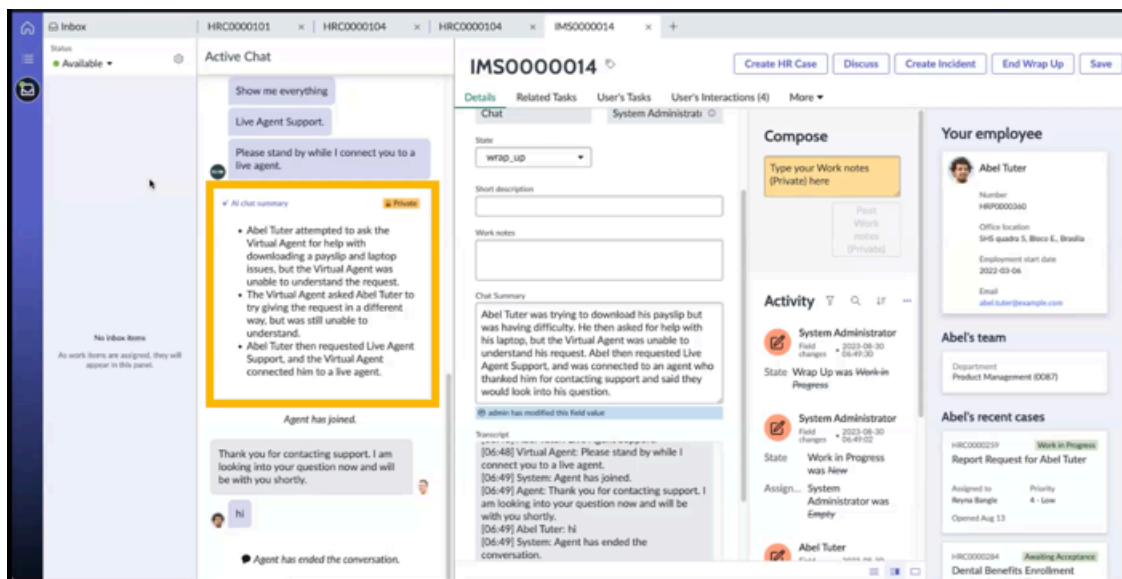 Inbox
HRC0000101 ×
HRC0000104 ×
HRC0000104 ×
IMS0000014 ×
+
Status
Available
No inbox items
As work items are assigned, they will
appear in this panel.
Active Chat
Show me everything
Live Agent Support.
Please stand by while I connect you to a
live agent.
AI chat summary
Private
• Abel Tuter attempted to ask the
Virtual Agent for help with
downloading a payslip and laptop
issues, but the Virtual Agent was
unable to understand the request.
• The Virtual Agent asked Abel Tuter to
try giving the request in a different
way, but was still unable to
understand.
• Abel Tuter then requested Live Agent
Support, and the Virtual Agent
connected him to a live agent.
Agent has joined.
Thank you for contacting support. I am
looking into your question now and will
be with you shortly.
hi
Agent has ended the conversation.
IMS0000014
Create HR Case
Discuss
Create Incident
End Wrap Up
Save
Details
Related Tasks
User's Tasks
User's Interactions (4)
More
Chat
System Administrat
State
wrap_up
Short description
Work notes
Chat Summary
Abel Tuter was trying to download his payslip but
was having difficulty. He then asked for help with
his laptop, but the Virtual Agent was unable to
understand his request. Abel then requested Live
Agent Support, and was connected to an agent who
thanked him for contacting support and said they
would look into his question.
admin has modified this field value
Transcript
[06:48] Virtual Agent: Please stand by while I
connect you to a live agent.
[06:49] System: Agent has joined.
[06:49] Agent: Thank you for contacting support. I
am looking into your question now and will be
with you shortly.
[06:49] Abel Tuter: hi
[06:49] System: Agent has ended the
conversation.
Compose
Type your Work notes
(Private) here
Post
Work
notes
(Private)
Activity
System Administrator
Field changes • 2023-08-30 06:49:30
State Wrap Up was Work in
Progress
System Administrator
Field changes • 2023-08-30 06:49:02
State Work in Progress
was New
Assign... System
Administrator was
Empty
Abel Tuter
Your employee
Abel Tuter
Number
HRP0000360
Office location
SHS quadra 5, Bloco E., Brasilia
Employment start date
2022-03-06
Email
abel.tuter@example.com
Abel's team
Department
Product Management (0087)
Abel's recent cases
HRC0000259 Work in Progress
Report Request for Abel Tuter
Assigned to Priority
Reyna Bangle 4 - Low
Opened Aug 13
HRC0000284 Awaiting Acceptance
Dental Benefits Enrollment